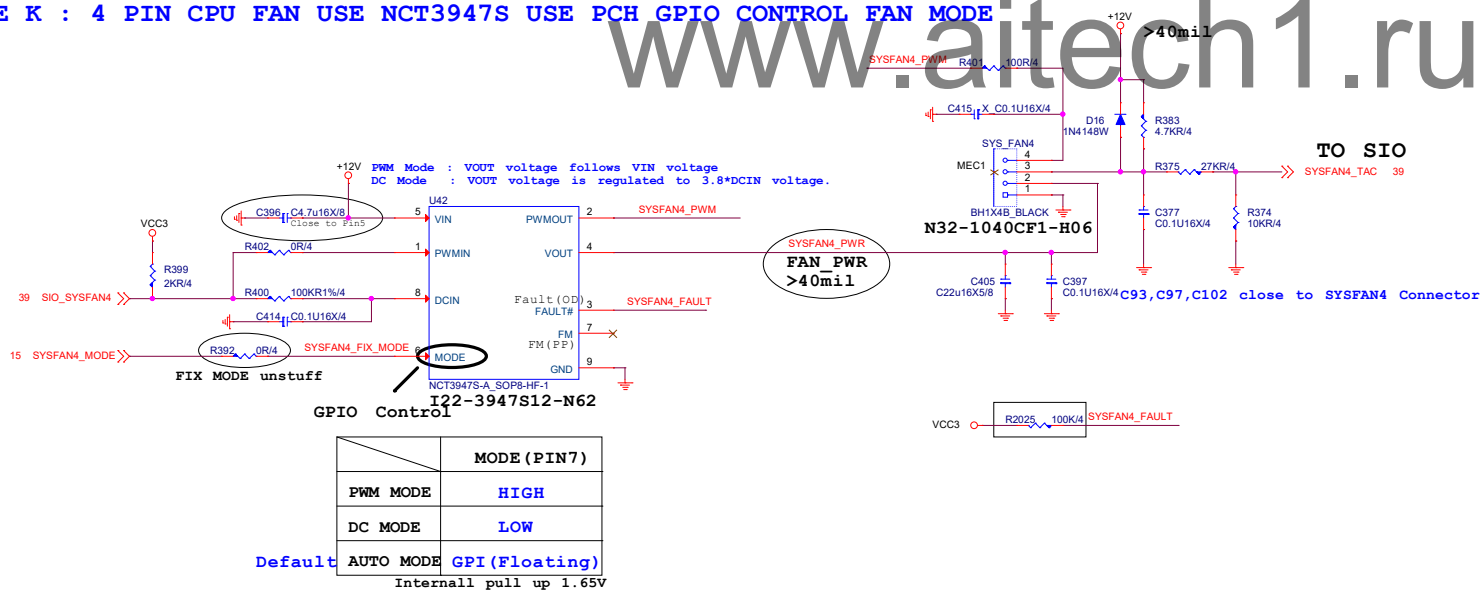 E K : 4 PIN CPU FAN USE NCT3947S USE PCH GPIO CONTROL FAN MODE
www.aitech1.ru
+12V
>40mil
SYSFAN4_PWM
R401
100R/4
C415
X_C0.1U16X/4
D16
1N4148W
R383
4.7KR/4
SYS_FAN4
MEC1
4
3
2
1
BH1X4B_BLACK
N32-1040CF1-H06
R375
27KR/4
TO SIO
SYSFAN4_TAC 39
C377
C0.1U16X/4
R374
10KR/4
+12V
PWM Mode : VOUT voltage follows VIN voltage
DC Mode : VOUT voltage is regulated to 3.8*DCIN voltage.
U42
C396
C4.7u16X/8
Close to Pin5
5
VIN
PWMOUT
2
SYSFAN4_PWM
VCC3
R402
0R/4
1
PWMIN
VOUT
4
SYSFAN4_PWR
FAN_PWR
>40mil
R399
2KR/4
39 SIO_SYSFAN4
R400
100KR1%/4
8
DCIN
C414
C0.1U16X/4
Fault(OD)
FAULT#
3
SYSFAN4_FAULT
C405
C22u16X5/8
C397
C0.1U16X/4
C93,C97,C102 close to SYSFAN4 Connector
FM
7
FM(PP)
15 SYSFAN4_MODE
R392
0R/4
SYSFAN4_FIX_MODE
6
MODE
GND
9
FIX MODE unstuff
NCT3947S-A_SOP8-HF-1
I22-3947S12-N62
GPIO Control
VCC3
R2025
100K/4
SYSFAN4_FAULT
MODE(PIN7)
PWM MODE HIGH
DC MODE LOW
Default AUTO MODE GPI(Floating)
Internall pull up 1.65V